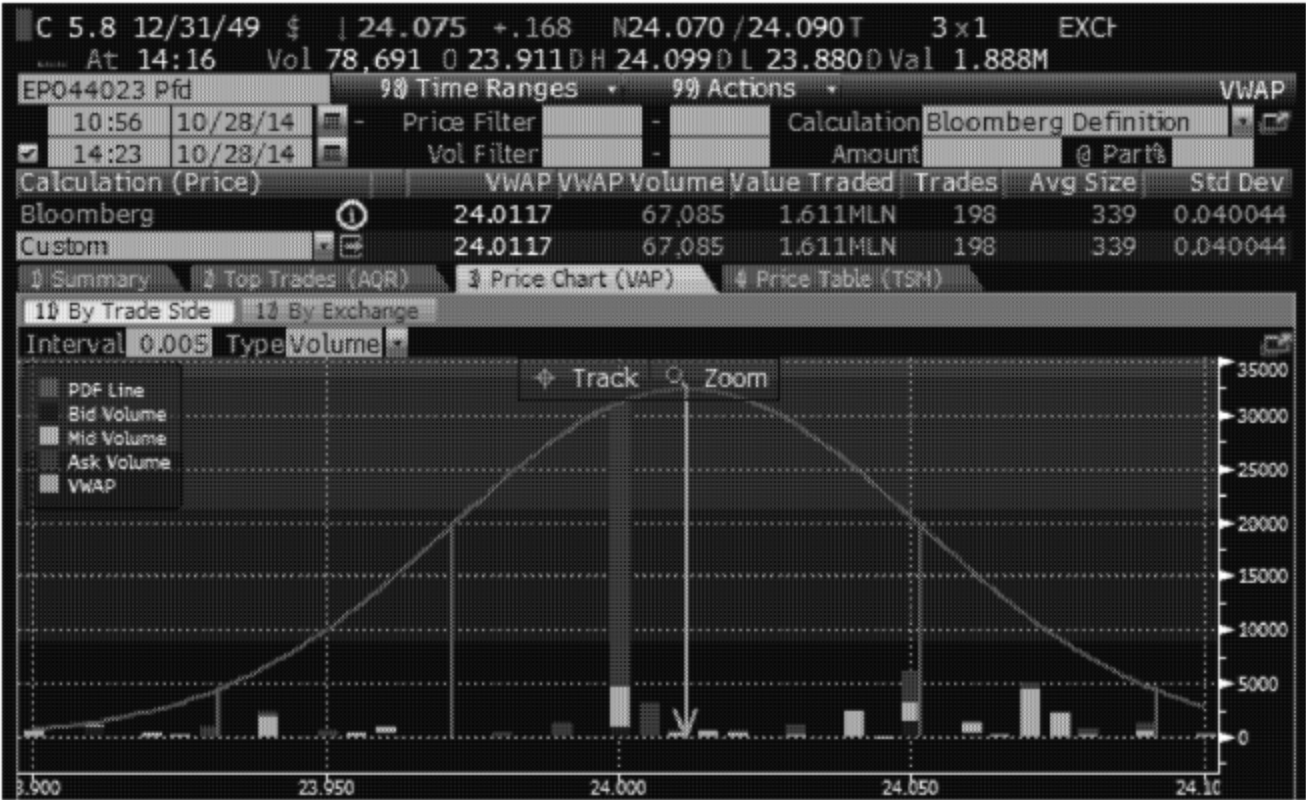 C 5.8 12/31/49 $ ↓ 24.075 +.168 N24.070 / 24.090T 3 x 1 EXCH
At 14:16 Vol 78,691 O 23.911D H 24.099D L 23.880D Val 1.888M
EP044023 Pfd 98) Time Ranges 99) Actions VWAP
10:56 10/28/14 - Price Filter - Calculation Bloomberg Definition
14:23 10/28/14 Vol Filter - Amount @ Part%
Calculation (Price) VWAP VWAP Volume Value Traded Trades Avg Size Std Dev
Bloomberg 24.0117 67,085 1.611MLN 198 339 0.040044
Custom 24.0117 67,085 1.611MLN 198 339 0.040044
1) Summary 2) Top Trades (AQR) 3) Price Chart (VAP) 4) Price Table (TSM)
11) By Trade Side 12) By Exchange
Interval 0.005 Type Volume
Track Zoom
PDF Line
Bid Volume
Mid Volume
Ask Volume
VWAP
35000
30000
25000
20000
15000
10000
5000
0
3.900 23.950 24.000 24.050 24.10